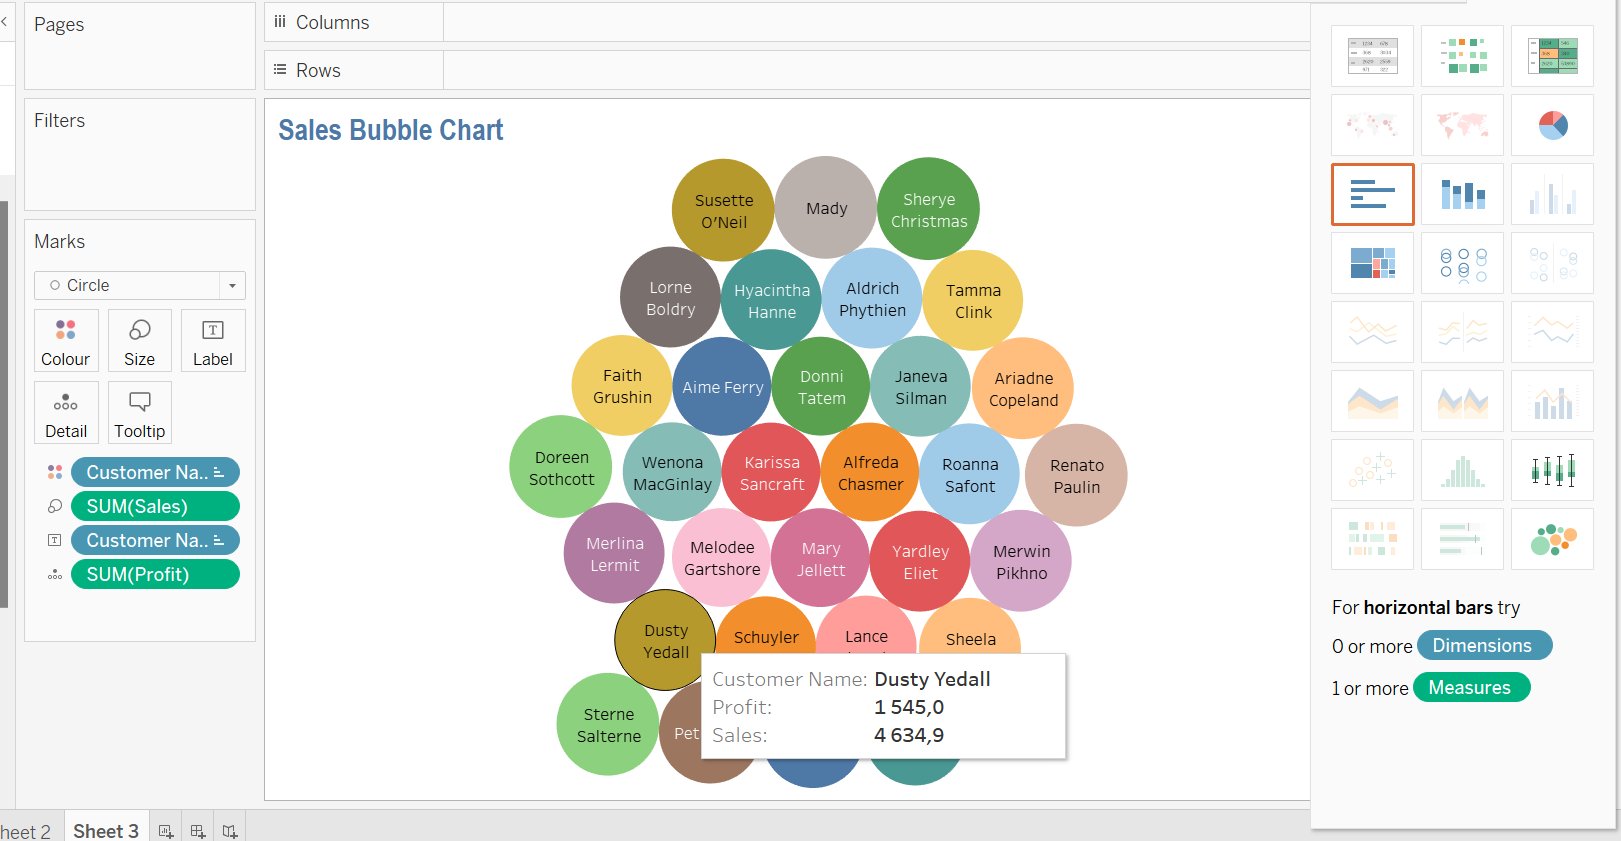 Pages
Columns
Rows
Filters
Sales Bubble Chart
Marks
Circle
Colour
Size
Label
Detail
Tooltip
Customer Na..
SUM(Sales)
Customer Na..
SUM(Profit)
Susette
O'Neil
Mady
Sherye
Christmas
Lorne
Boldry
Hyacintha
Hanne
Aldrich
Phythien
Tamma
Clink
Faith
Grushin
Aime Ferry
Donni
Tatem
Janeva
Silman
Ariadne
Copeland
Doreen
Sothcott
Wenona
MacGinlay
Karissa
Sancraft
Alfreda
Chasmer
Roanna
Safont
Renato
Paulin
Merlina
Lermit
Melodee
Gartshore
Mary
Jellett
Yardley
Eliet
Merwin
Pikhno
Dusty
Yedall
Schuyler
Lance
Sheela
Sterne
Salterne
Pet
Customer Name: Dusty Yedall
Profit: 1 545,0
Sales: 4 634,9
For horizontal bars try
0 or more Dimensions
1 or more Measures
heet 2
Sheet 3